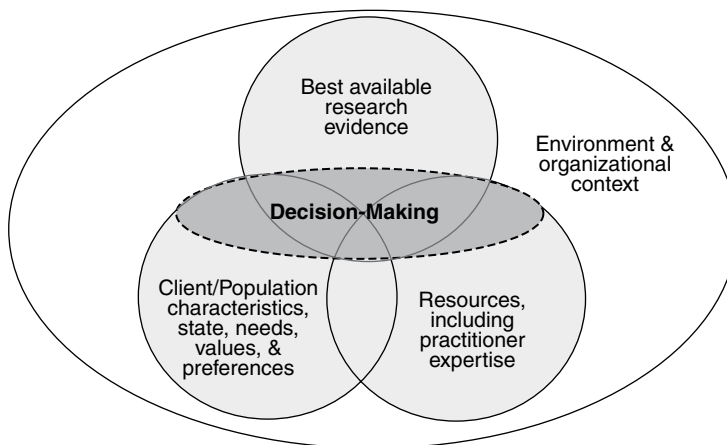 Best available
research
evidence
Environment &
organizational
context
Decision-Making
Client/Population
characteristics,
state, needs,
values, &
preferences
Resources,
including
practitioner
expertise